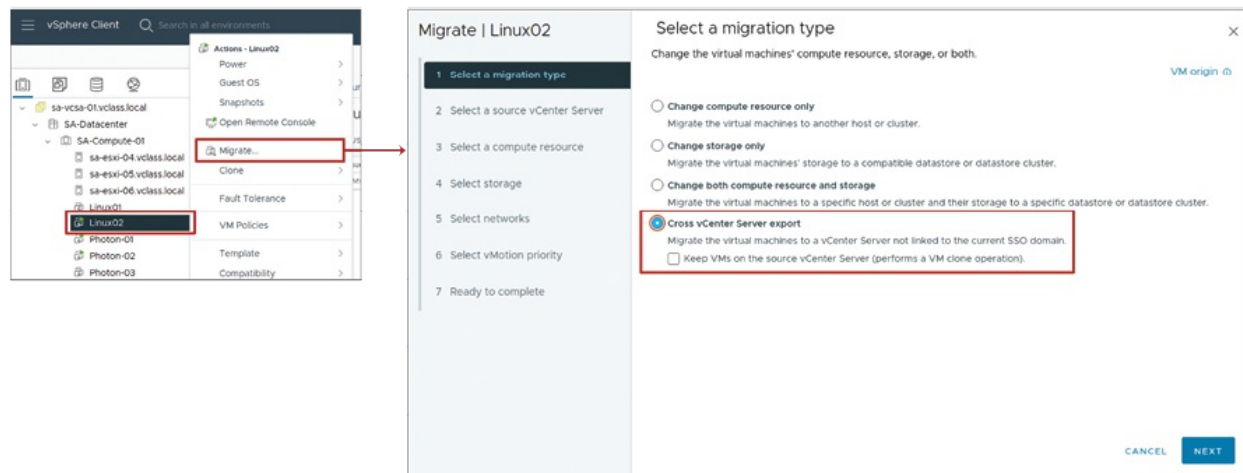 vSphere Client
Search in all environments
sa-vcsa-01.vclass.local
SA-Datacenter
SA-Compute-01
sa-esxi-04.vclass.local
sa-esxi-05.vclass.local
sa-esxi-06.vclass.local
Linux01
Linux02
Photon-01
Photon-02
Photon-03
Actions - Linux02
Power
Guest OS
Snapshots
Open Remote Console
Migrate...
Clone
Fault Tolerance
VM Policies
Template
Compatibility
Migrate | Linux02
1 Select a migration type
2 Select a source vCenter Server
3 Select a compute resource
4 Select storage
5 Select networks
6 Select vMotion priority
7 Ready to complete
Select a migration type
Change the virtual machines' compute resource, storage, or both.
VM origin
Change compute resource only
Migrate the virtual machines to another host or cluster.
Change storage only
Migrate the virtual machines' storage to a compatible datastore or datastore cluster.
Change both compute resource and storage
Migrate the virtual machines to a specific host or cluster and their storage to a specific datastore or datastore cluster.
Cross vCenter Server export
Migrate the virtual machines to a vCenter Server not linked to the current SSO domain.
Keep VMs on the source vCenter Server (performs a VM clone operation).
CANCEL
NEXT